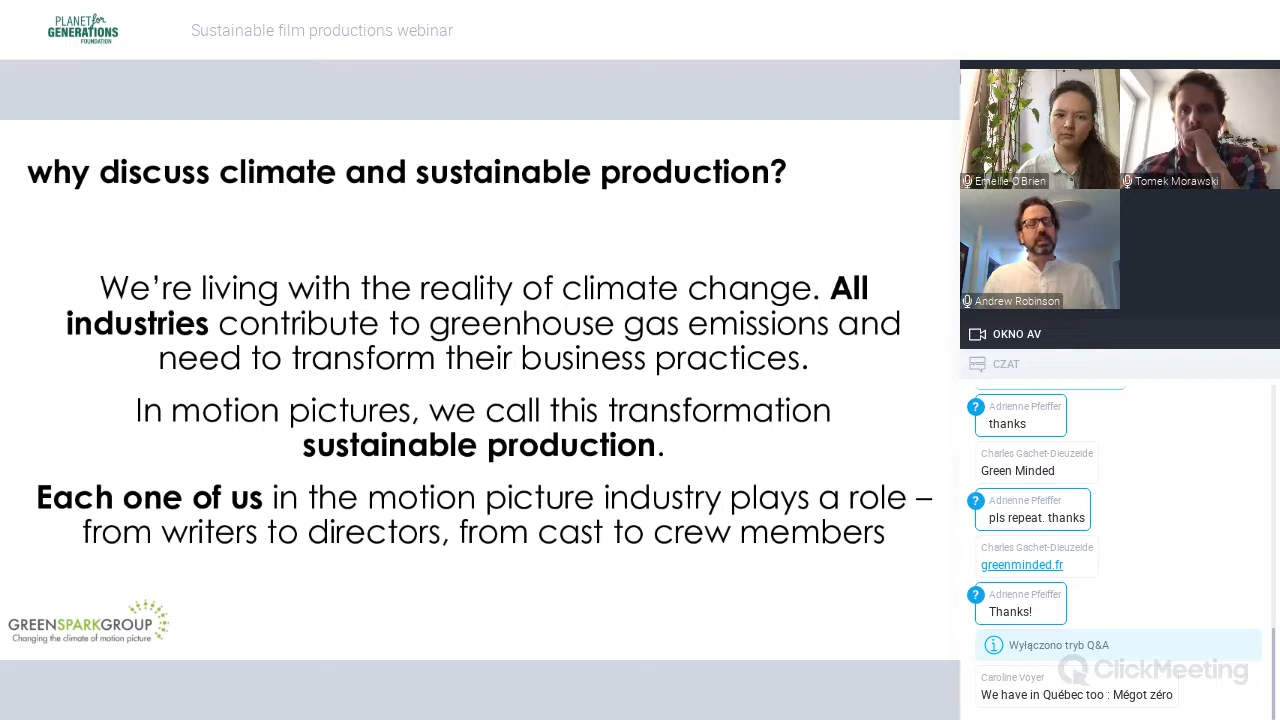 PLANET for
GENERATIONS
FOUNDATION
Sustainable film productions webinar
why discuss climate and sustainable production?
We're living with the reality of climate change. All
industries contribute to greenhouse gas emissions and
need to transform their business practices.
In motion pictures, we call this transformation
sustainable production.
Each one of us in the motion picture industry plays a role –
from writers to directors, from cast to crew members
GREENSPARKGROUP
Changing the climate of motion picture
Emellie O'Brien
Tomek Morawski
Andrew Robinson
OKNO AV
CZAT
? Adrienne Pfeiffer
thanks
Charles Gachet-Dieuzeide
Green Minded
? Adrienne Pfeiffer
pls repeat. thanks
Charles Gachet-Dieuzeide
greenminded.fr
? Adrienne Pfeiffer
Thanks!
Wyłączono tryb Q&A
ClickMeeting
Caroline Voyer
We have in Québec too : Mégot zéro